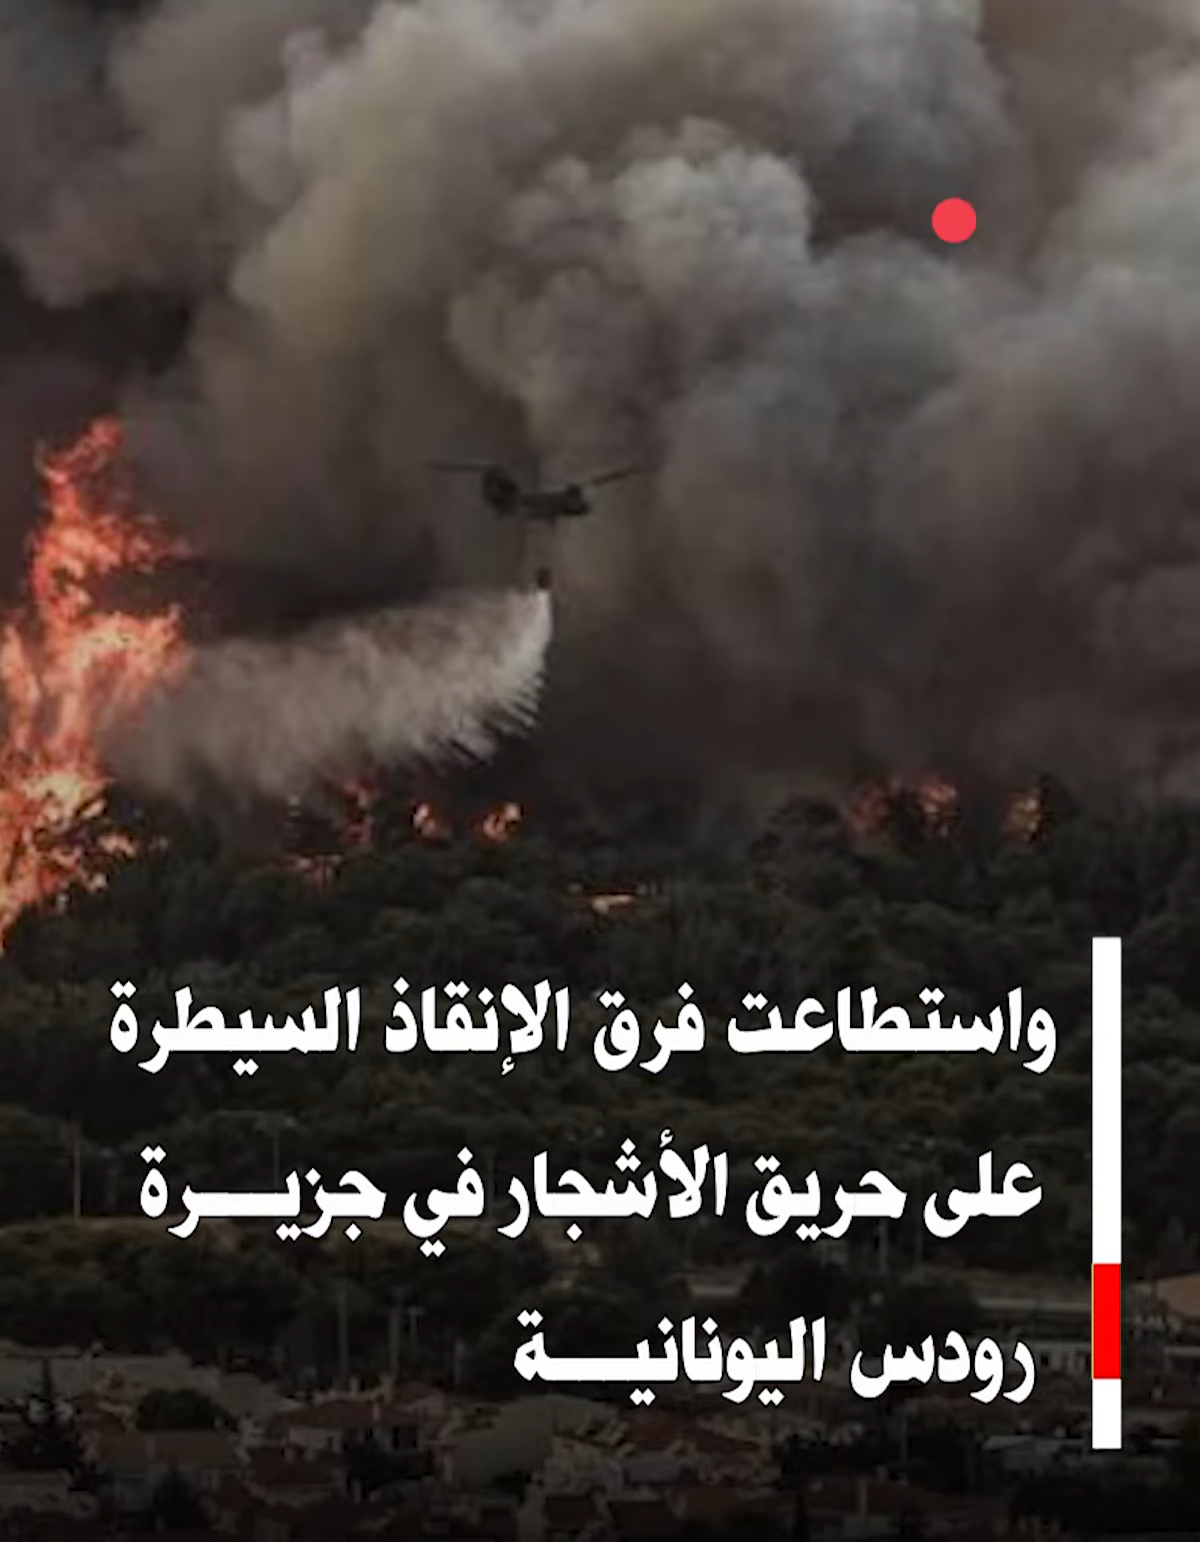 واستطاعت فرق الإنقاذ السيطرة
على حريق الأشجار في جزيـــرة
رودس اليونانيـــة